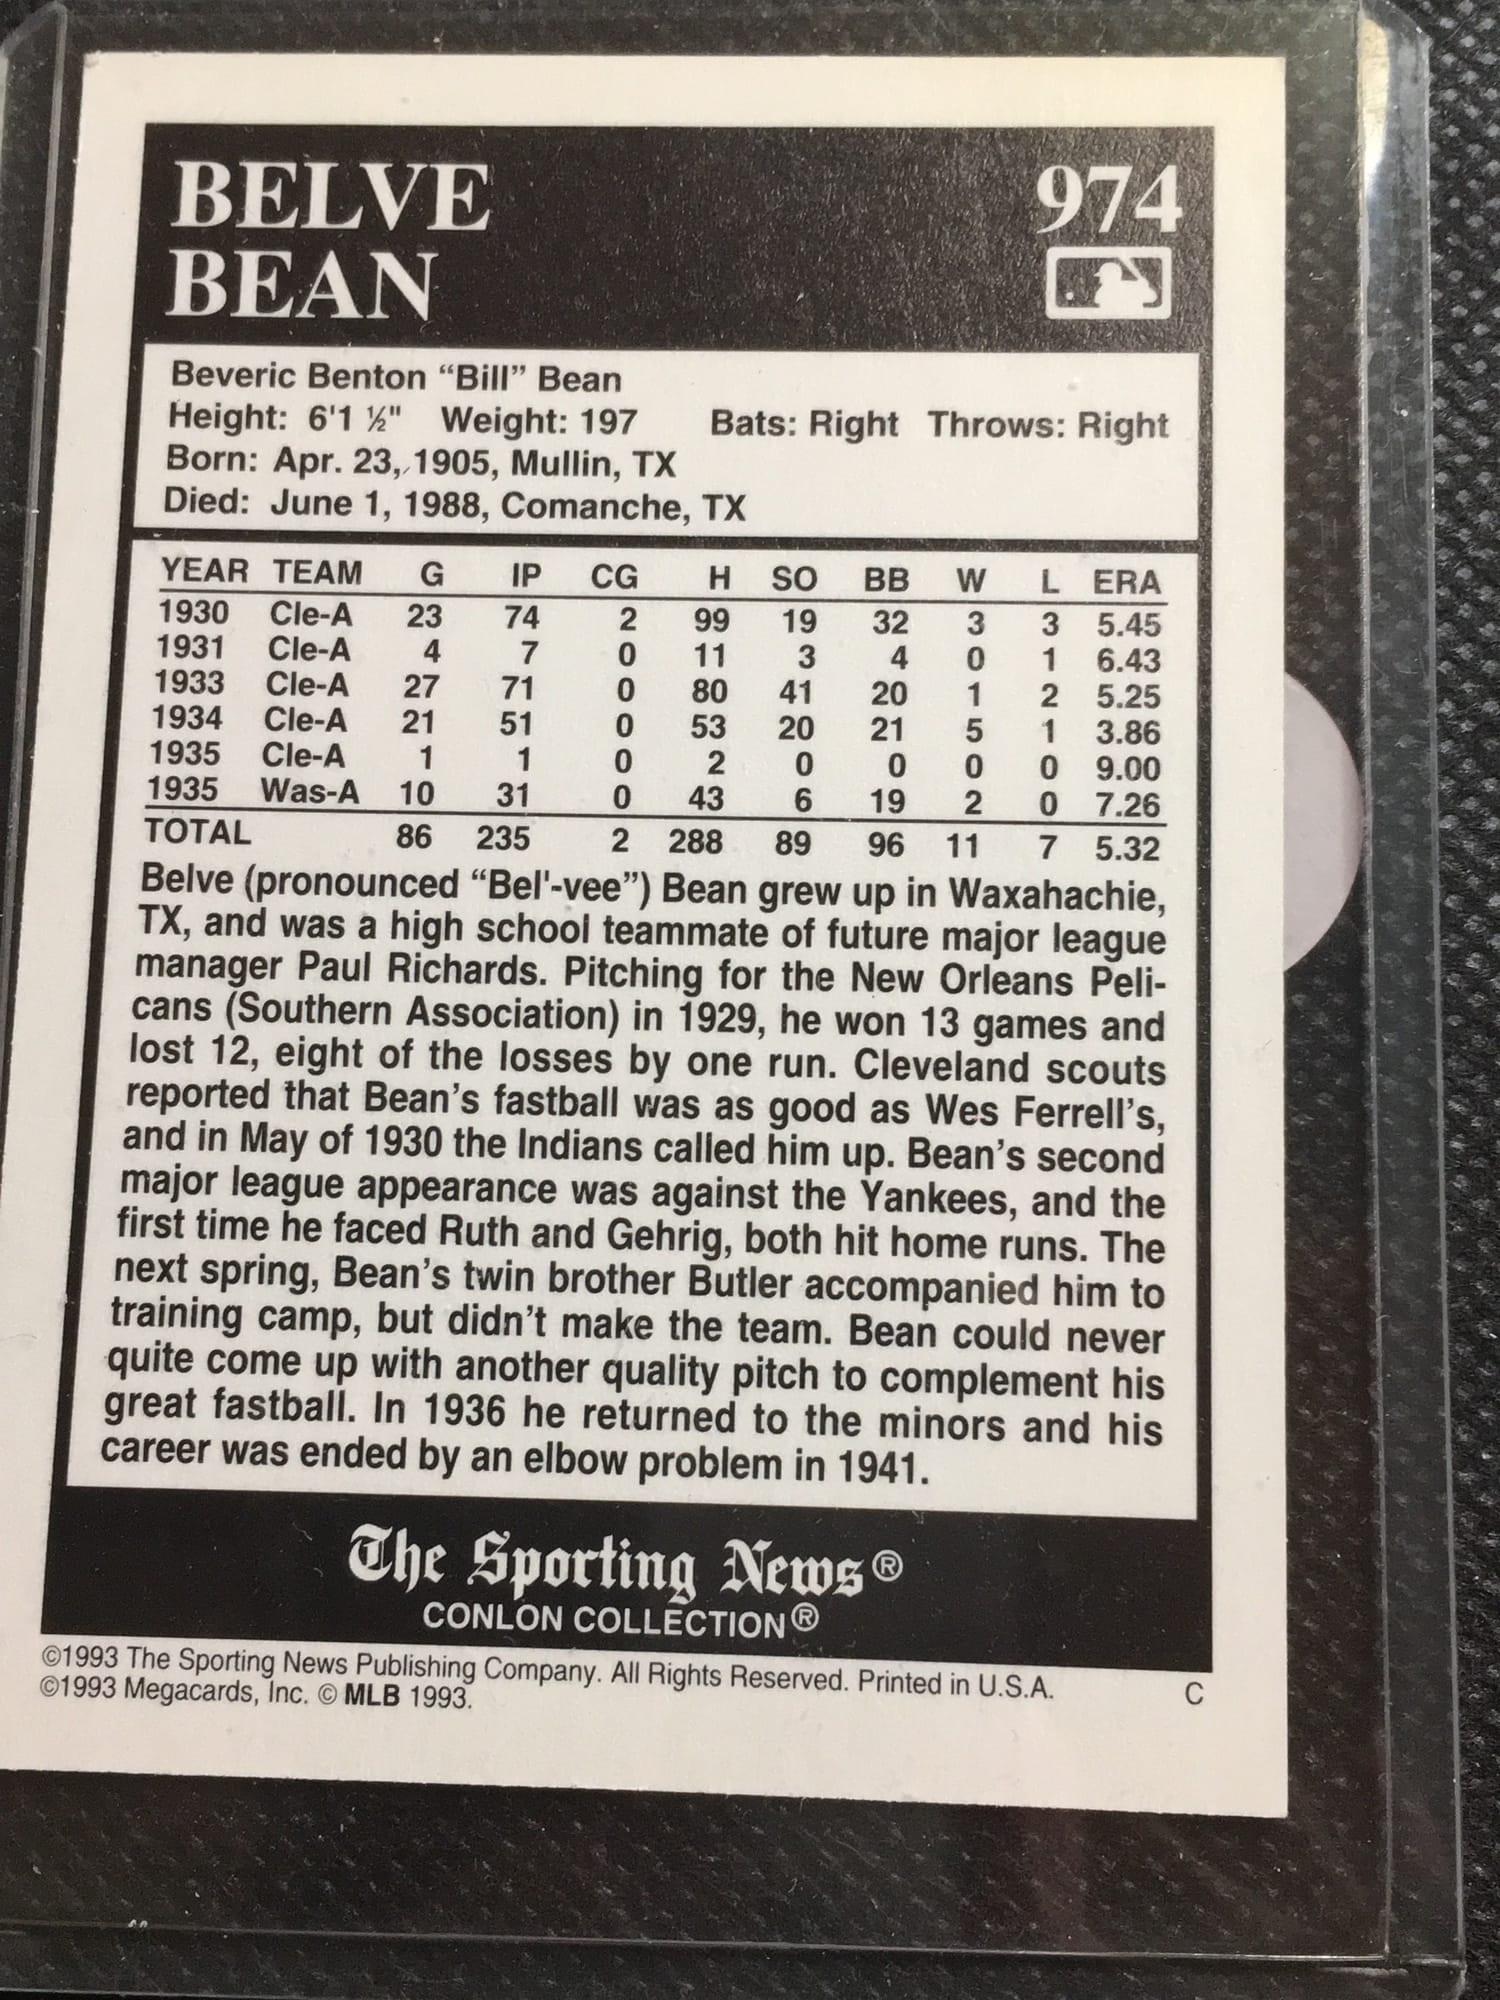 BELVE
BEAN
974
Beveric Benton “Bill” Bean
Height: 6'1 ½" Weight: 197 Bats: Right Throws: Right
Born: Apr. 23, 1905, Mullin, TX
Died: June 1, 1988, Comanche, TX
YEAR TEAM G IP CG H SO BB W L ERA
1930 Cle-A 23 74 2 99 19 32 3 3 5.45
1931 Cle-A 4 7 0 11 3 4 0 1 6.43
1933 Cle-A 27 71 0 80 41 20 1 2 5.25
1934 Cle-A 21 51 0 53 20 21 5 1 3.86
1935 Cle-A 1 1 0 2 0 0 0 0 9.00
1935 Was-A 10 31 0 43 6 19 2 0 7.26
TOTAL 86 235 2 288 89 96 11 7 5.32
Belve (pronounced “Bel'-vee”) Bean grew up in Waxahachie,
TX, and was a high school teammate of future major league
manager Paul Richards. Pitching for the New Orleans Peli-
cans (Southern Association) in 1929, he won 13 games and
lost 12, eight of the losses by one run. Cleveland scouts
reported that Bean’s fastball was as good as Wes Ferrell’s,
and in May of 1930 the Indians called him up. Bean’s second
major league appearance was against the Yankees, and the
first time he faced Ruth and Gehrig, both hit home runs. The
next spring, Bean’s twin brother Butler accompanied him to
training camp, but didn’t make the team. Bean could never
quite come up with another quality pitch to complement his
great fastball. In 1936 he returned to the minors and his
career was ended by an elbow problem in 1941.
The Sporting News®
CONLON COLLECTION®
©1993 The Sporting News Publishing Company. All Rights Reserved. Printed in U.S.A.
©1993 Megacards, Inc. © MLB 1993.
C